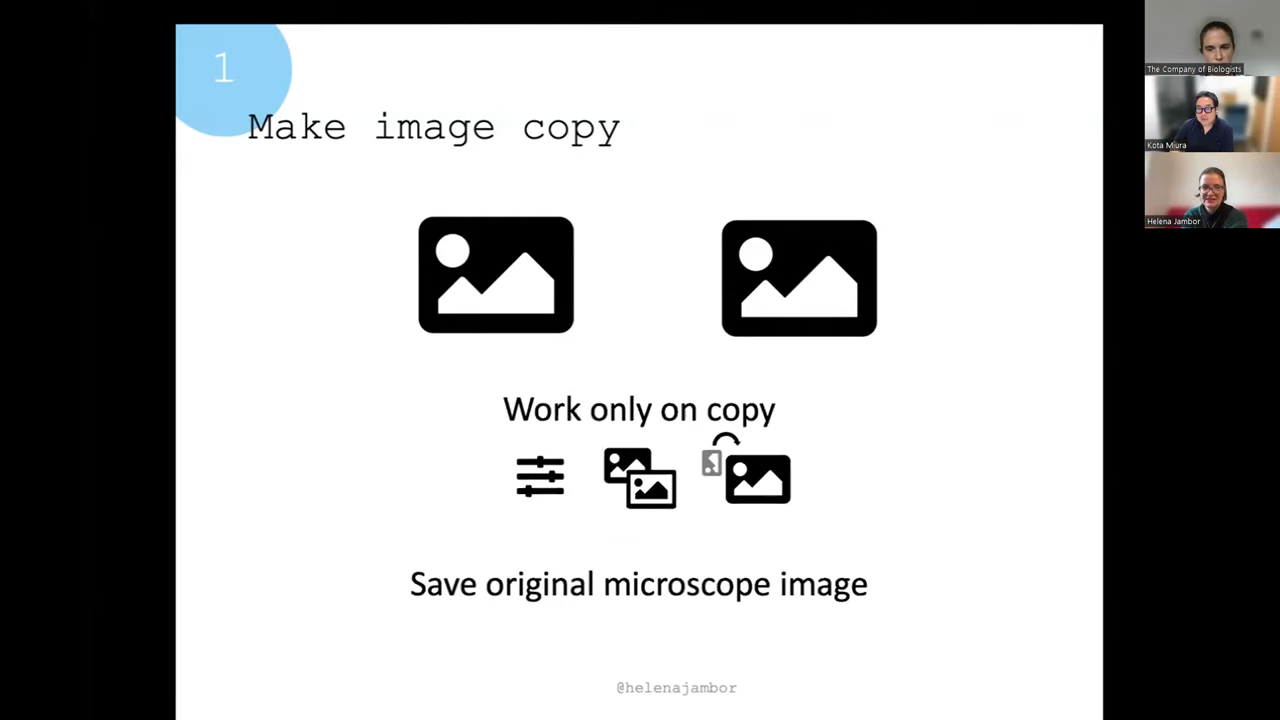 1
Make image copy
Work only on copy
Save original microscope image
@helenajambor
The Company of Biologists
Kota Miura
Helena Jambor